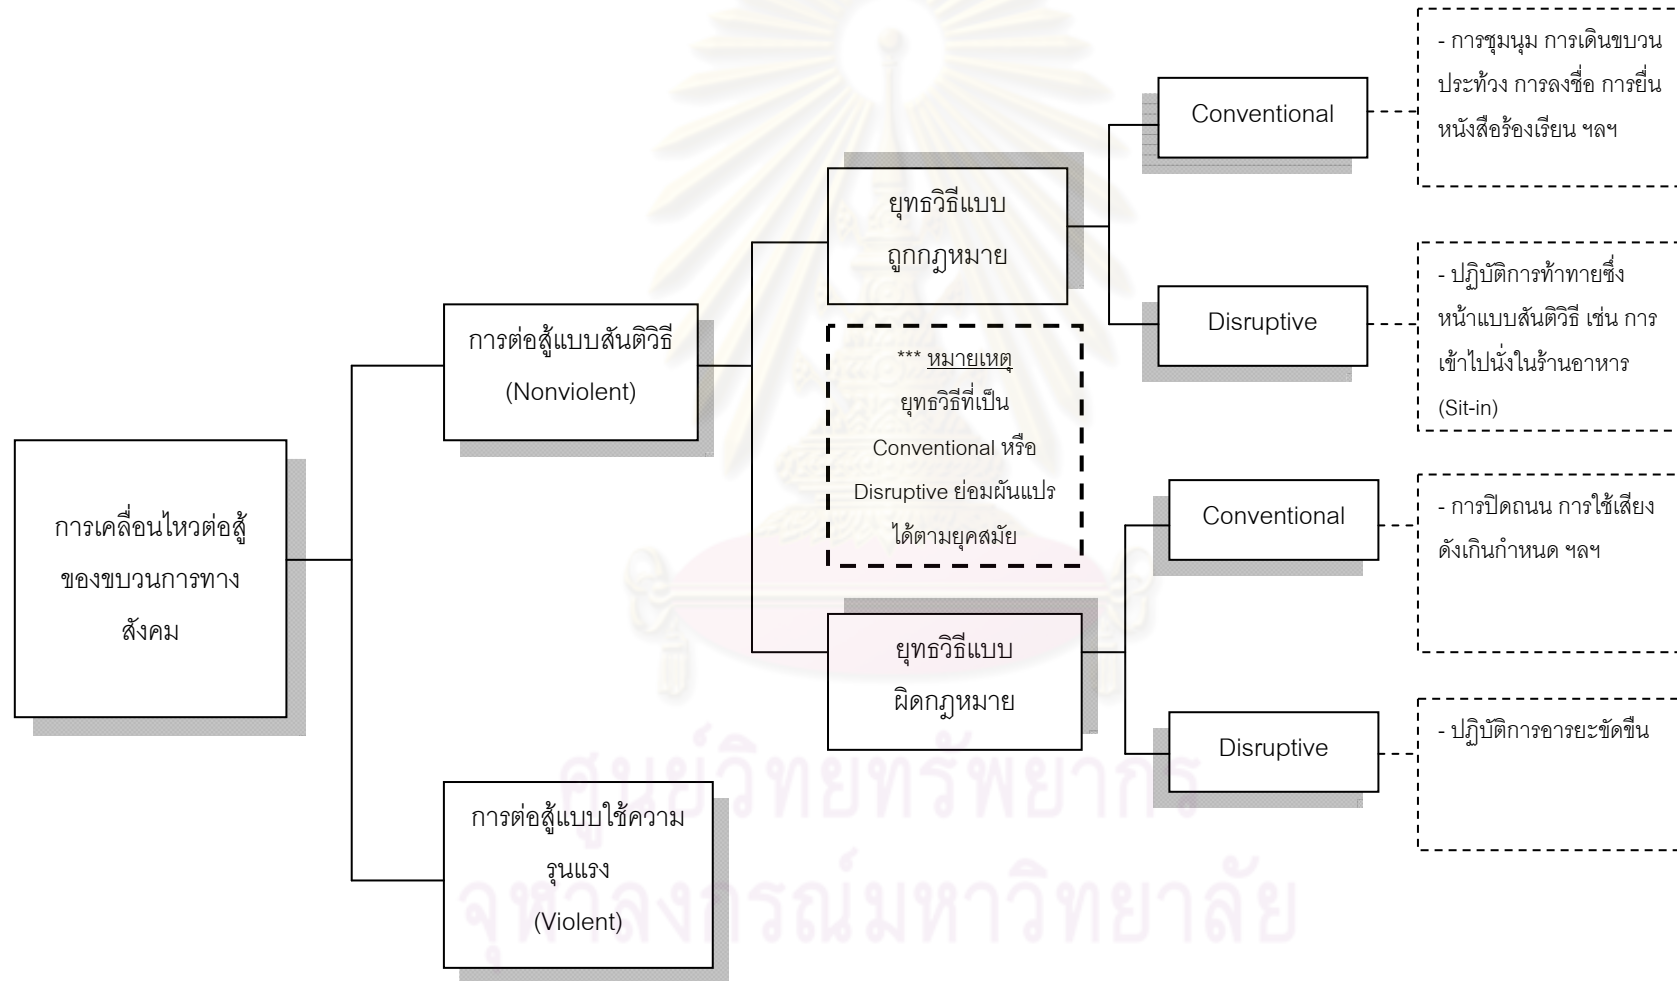 การเคลื่อนไหวต่อสู้
ของขบวนการทาง
สังคม
การต่อสู้แบบสันติวิธี
(Nonviolent)
การต่อสู้แบบใช้ความ
รุนแรง
(Violent)
ยุทธวิธีแบบ
ถูกกฎหมาย
*** หมายเหตุ
ยุทธวิธีที่เป็น
Conventional หรือ
Disruptive ย่อมผันแปร
ได้ตามยุคสมัย
ยุทธวิธีแบบ
ผิดกฎหมาย
Conventional
- การชุมนุม การเดินขบวน
ประท้วง การลงชื่อ การยื่น
หนังสือร้องเรียน ฯลฯ
Disruptive
- ปฏิบัติการท้าทายซึ่ง
หน้าแบบสันติวิธี เช่น การ
เข้าไปนั่งในร้านอาหาร
(Sit-in)
Conventional
- การปิดถนน การใช้เสียง
ดังเกินกำหนด ฯลฯ
Disruptive
- ปฏิบัติการอารยะขัดขืน
ศูนย์วิทยทรัพยากร
จุฬาลงกรณ์มหาวิทยาลัย